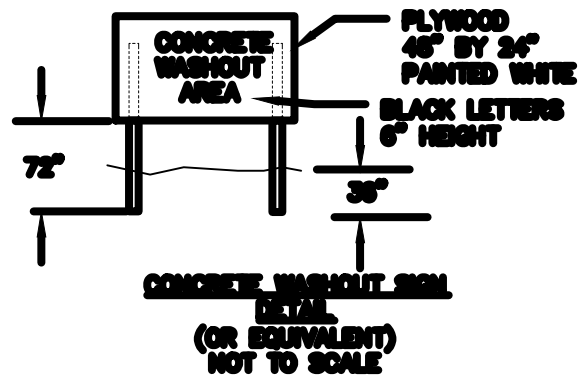 CONCRETE
WASHOUT
AREA
PLYWOOD
48" BY 24"
PAINTED WHITE
BLACK LETTERS
6" HEIGHT
72"
36"
CONCRETE WASHOUT SIGN
DETAIL
(OR EQUIVALENT)
NOT TO SCALE